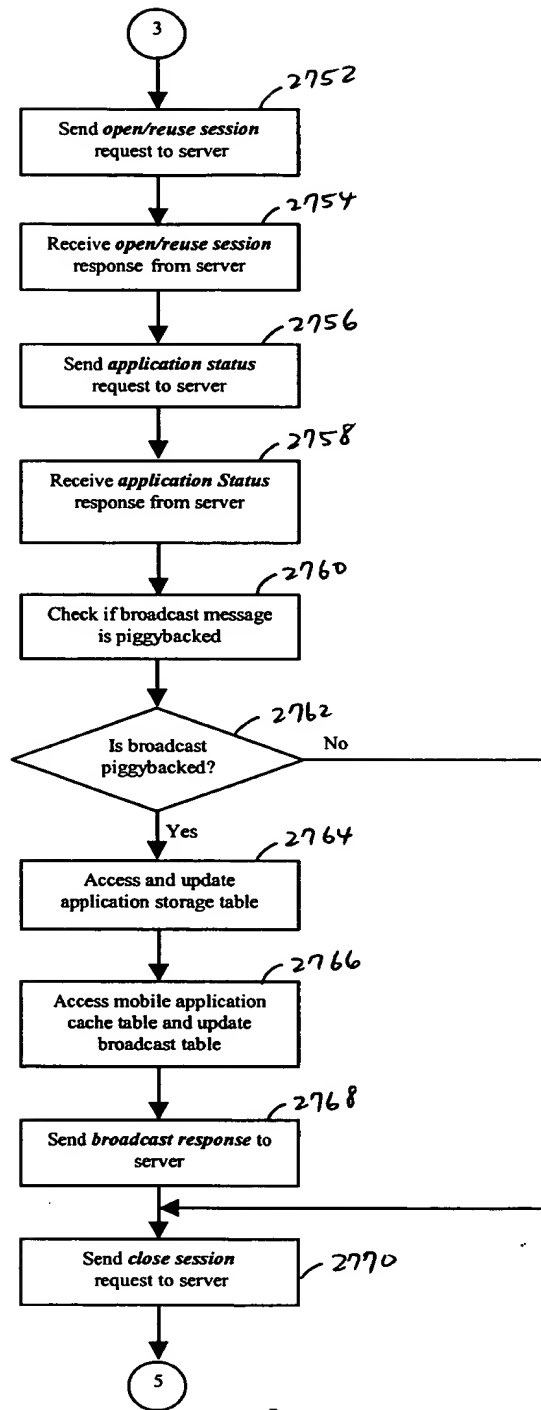 3
2752
Send open/reuse session
request to server
2754
Receive open/reuse session
response from server
2756
Send application status
request to server
2758
Receive application Status
response from server
2760
Check if broadcast message
is piggybacked
2762
Is broadcast
piggybacked?
No
Yes
2764
Access and update
application storage table
2766
Access mobile application
cache table and update
broadcast table
2768
Send broadcast response to
server
Send close session
request to server
2770
5